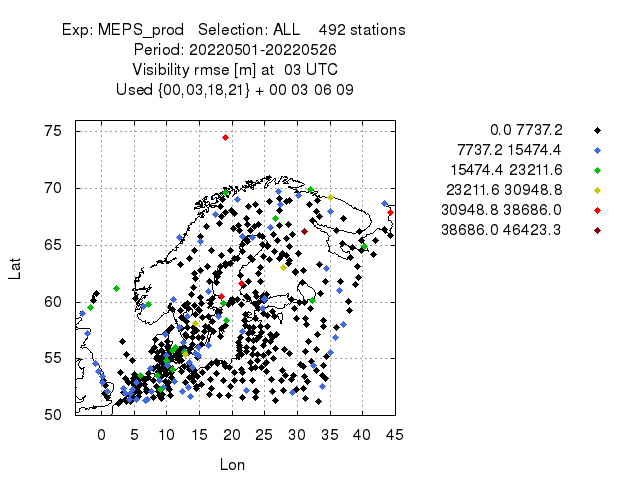 Exp: MEPS_prod Selection: ALL 492 stations
Period: 20220501-20220526
Visibility rmse [m] at 03 UTC
Used {00,03,18,21} + 00 03 06 09
75
70
65
60
55
50
Lat
0 5 10 15 20 25 30 35 40 45
Lon
0.0 7737.2
7737.2 15474.4
15474.4 23211.6
23211.6 30948.8
30948.8 38686.0
38686.0 46423.3